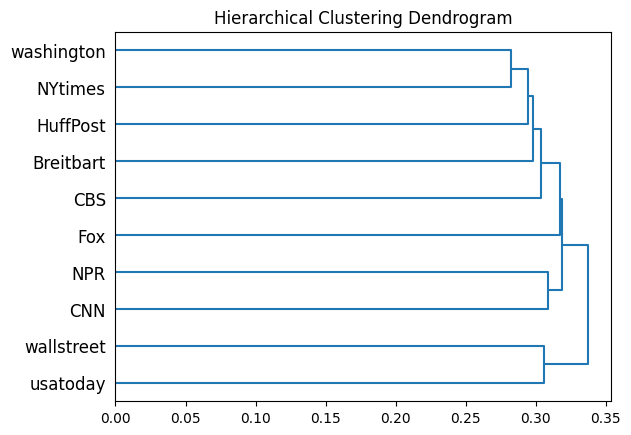 Hierarchical Clustering Dendrogram
washington
NYtimes
HuffPost
Breitbart
CBS
Fox
NPR
CNN
wallstreet
usatoday
0.00 0.05 0.10 0.15 0.20 0.25 0.30 0.35